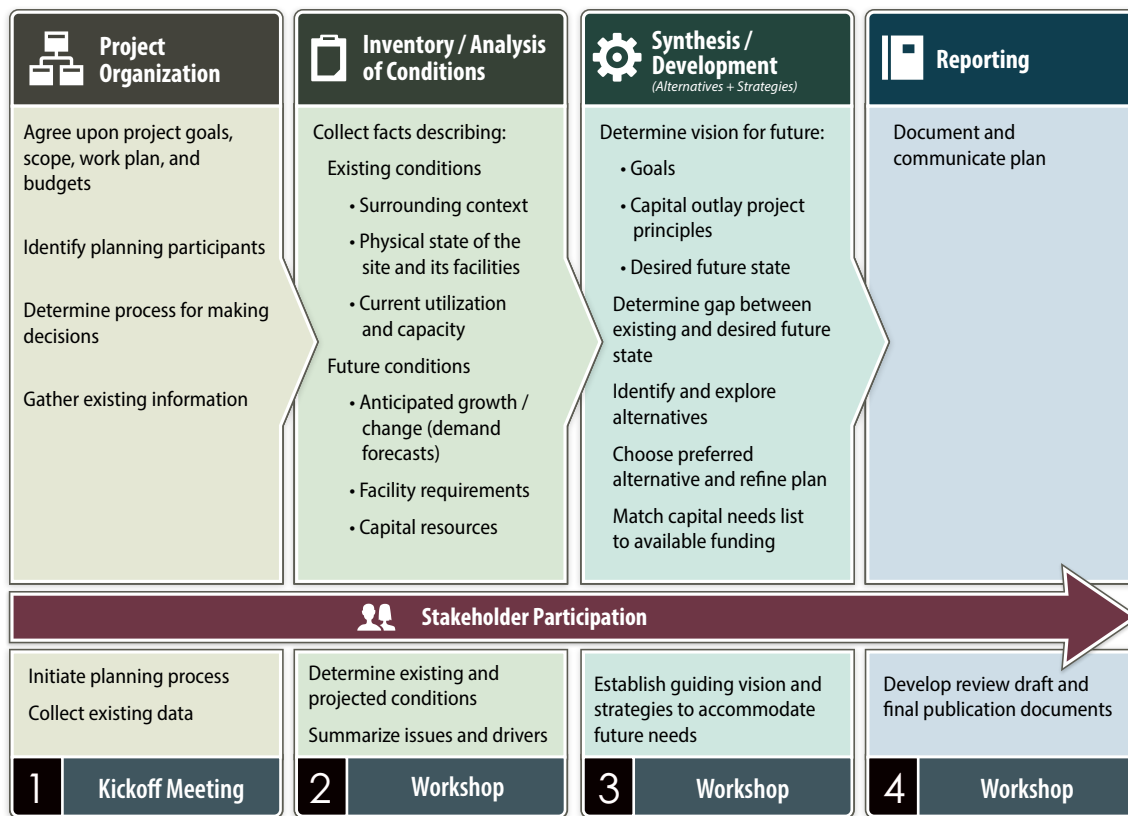 Project
Organization
Agree upon project goals,
scope, work plan, and
budgets
Identify planning participants
Determine process for making
decisions
Gather existing information
Inventory / Analysis
of Conditions
Collect facts describing:
Existing conditions
• Surrounding context
• Physical state of the
site and its facilities
• Current utilization
and capacity
Future conditions
• Anticipated growth /
change (demand
forecasts)
• Facility requirements
• Capital resources
Synthesis /
Development
(Alternatives + Strategies)
Determine vision for future:
• Goals
• Capital outlay project
principles
• Desired future state
Determine gap between
existing and desired future
state
Identify and explore
alternatives
Choose preferred
alternative and refine plan
Match capital needs list
to available funding
Reporting
Document and
communicate plan
Stakeholder Participation
Initiate planning process
Collect existing data
1 Kickoff Meeting
Determine existing and
projected conditions
Summarize issues and drivers
2 Workshop
Establish guiding vision and
strategies to accommodate
future needs
3 Workshop
Develop review draft and
final publication documents
4 Workshop